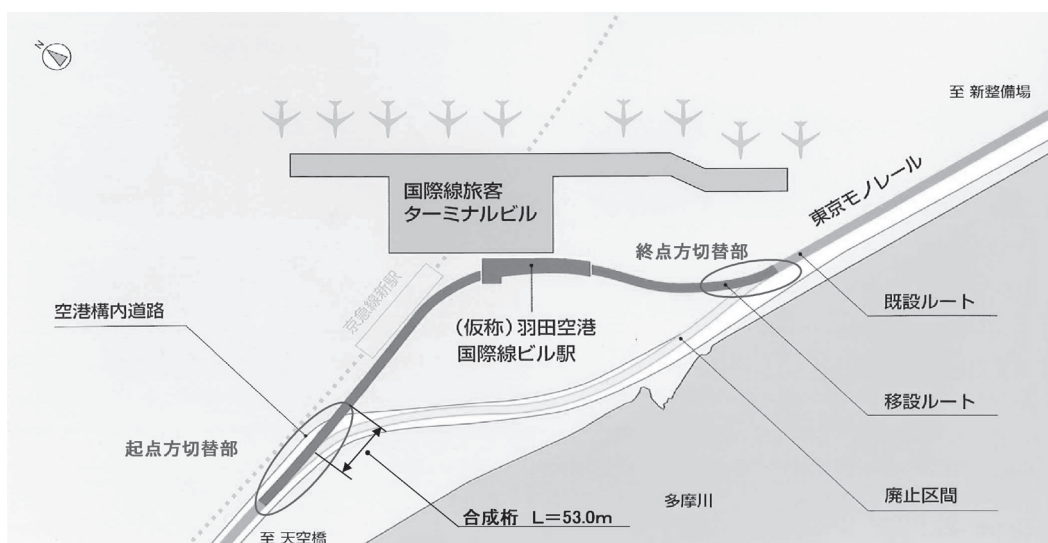 N
至 新整備場
国際線旅客
ターミナルビル
東京モノレール
終点方切替部
京急線新駅
空港構内道路
(仮称)羽田空港
国際線ビル駅
既設ルート
移設ルート
起点方切替部
廃止区間
多摩川
合成桁 L=53.0m
至 天空橋